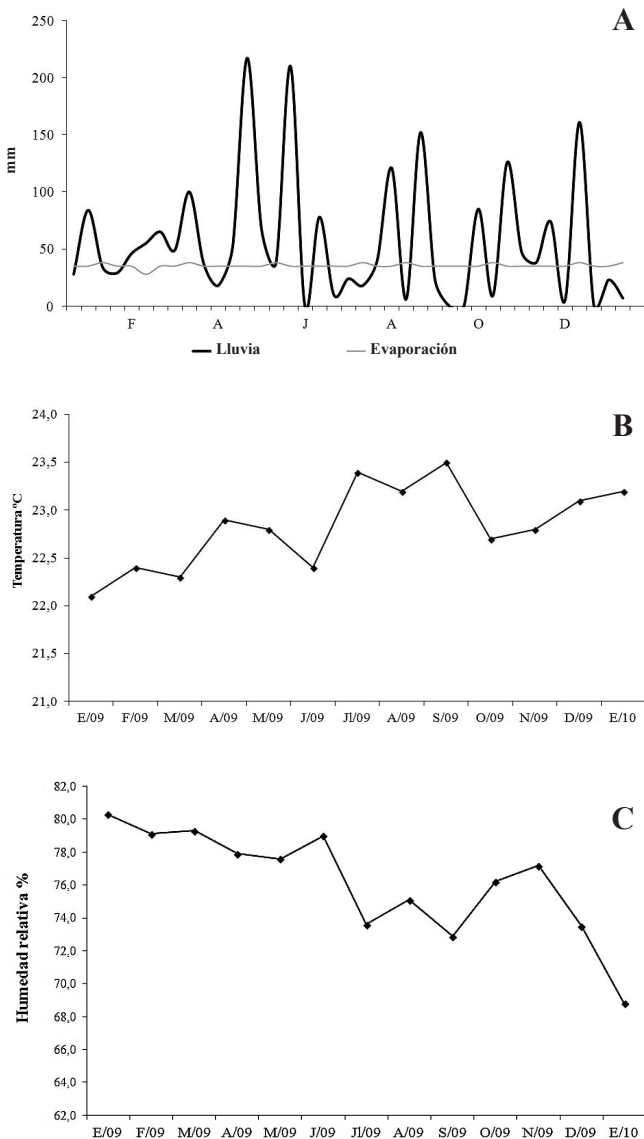 A
250
200
150
100
50
0
mm
F A J A O D
Lluvia Evaporación
B
24,0
23,5
23,0
22,5
22,0
21,5
21,0
Temperatura ºC
E/09 F/09 M/09 A/09 M/09 J/09 Jl/09 A/09 S/09 O/09 N/09 D/09 E/10
C
82,0
80,0
78,0
76,0
74,0
72,0
70,0
68,0
66,0
64,0
62,0
Humedad relativa %
E/09 F/09 M/09 A/09 M/09 J/09 Jl/09 A/09 S/09 O/09 N/09 D/09 E/10